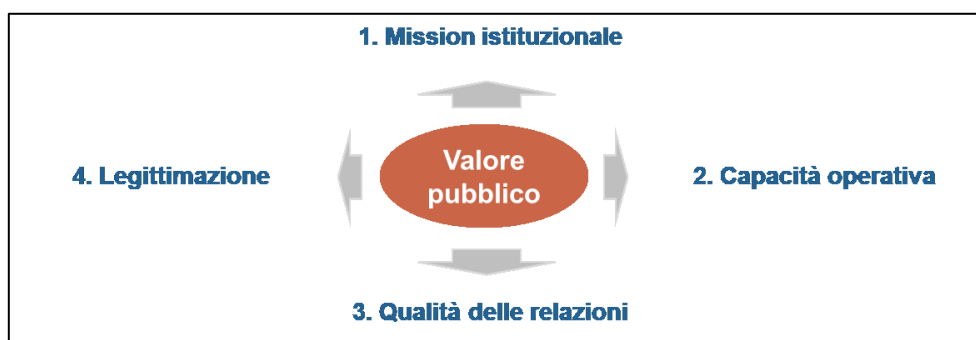 1. Mission istituzionale
4. Legittimazione
Valore
pubblico
2. Capacità operativa
3. Qualità delle relazioni